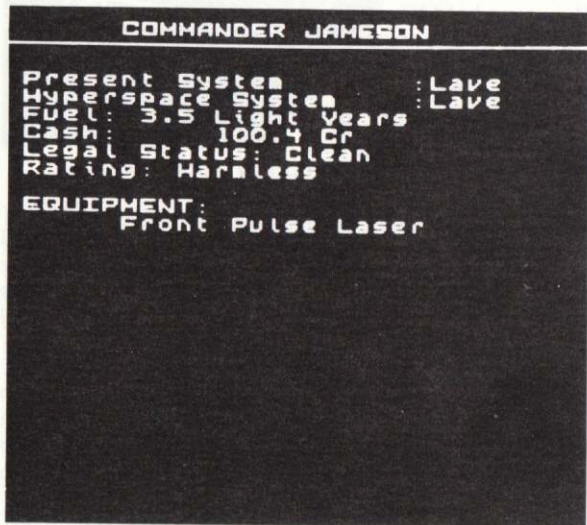 COMMANDER JAMESON
Present System :Lave
Hyperspace System :Lave
Fuel: 3.5 Light Years
Cash: 100.4 Cr
Legal Status: Clean
Rating: Harmless
EQUIPMENT:
Front Pulse Laser